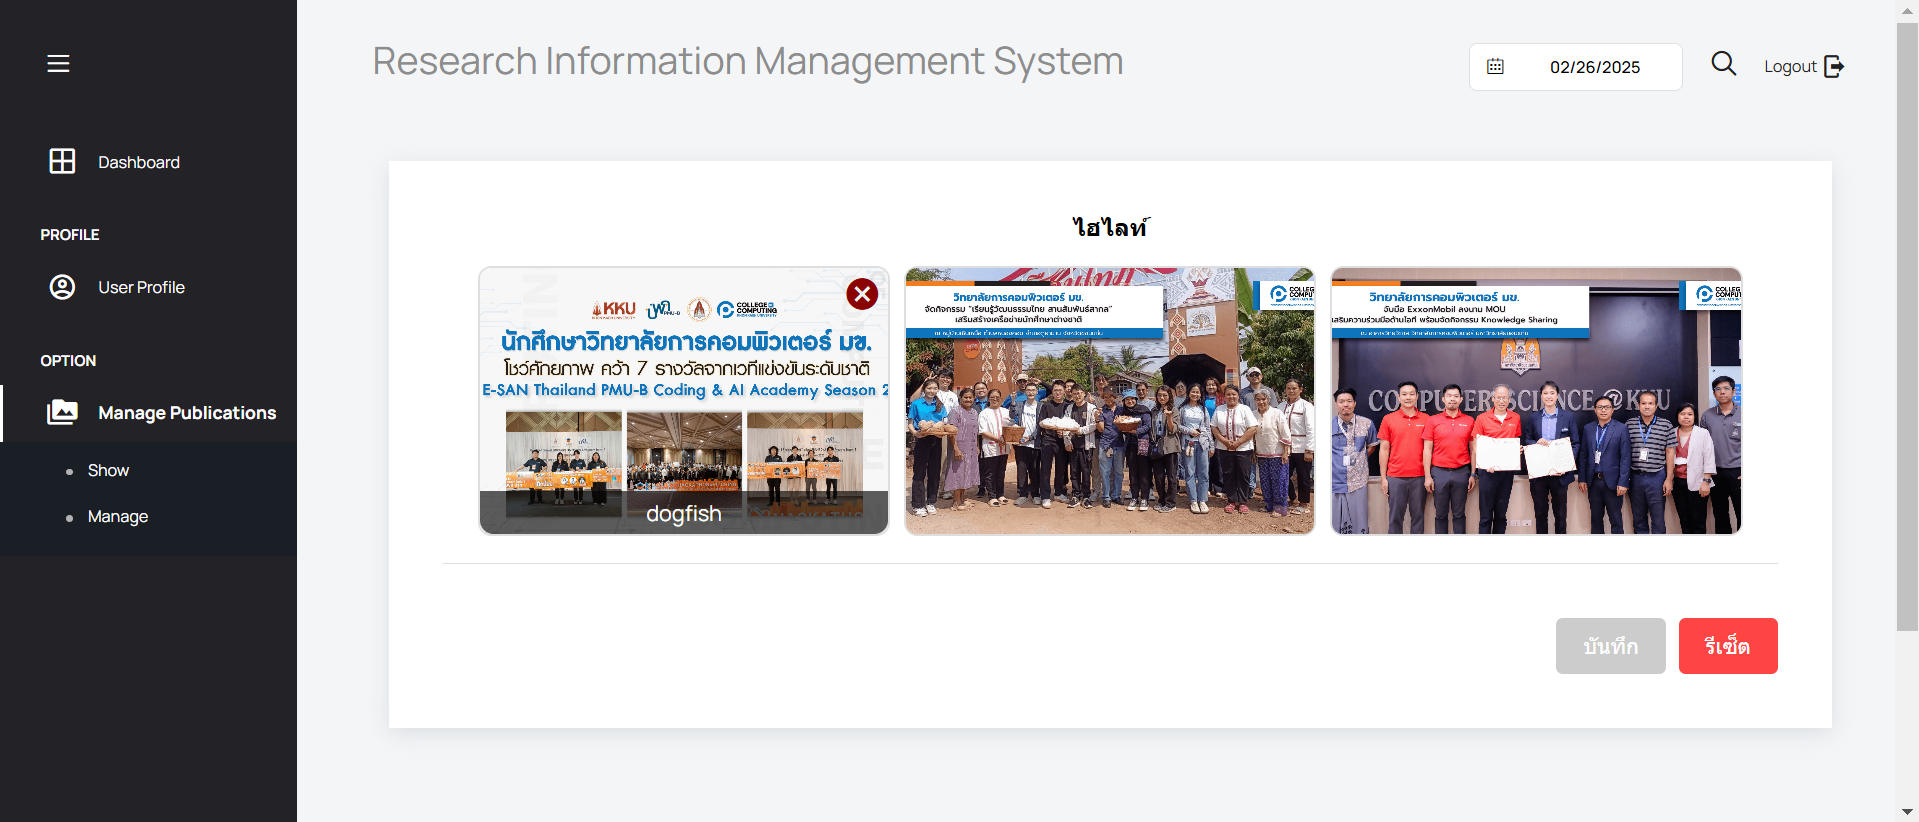 Research Information Management System
02/26/2025
Logout
Dashboard
PROFILE
User Profile
OPTION
Manage Publications
Show
Manage
ไฮไลท์
KKU
PMU-B
COLLEGE
COMPUTING
นักศึกษาวิทยาลัยการคอมพิวเตอร์ มข.
โชว์ศักยภาพ คว้า 7 รางวัลจากเวทีแข่งขันระดับชาติ
E-SAN Thailand PMU-B Coding & AI Academy Season 2
dogfish
วิทยาลัยการคอมพิวเตอร์ มข.
จัดกิจกรรม "เรียนรู้วัฒนธรรมไทย สานสัมพันธ์สากล"
เสริมสร้างเครือข่ายนักศึกษาต่างชาติ
วิทยาลัยการคอมพิวเตอร์ มข.
จับมือ ExxonMobil ลงนาม MOU
เสริมความร่วมมือด้านไอที พร้อมจัดกิจกรรม Knowledge Sharing
COMPUTER SCIENCE @ KKU
บันทึก
รีเซ็ต